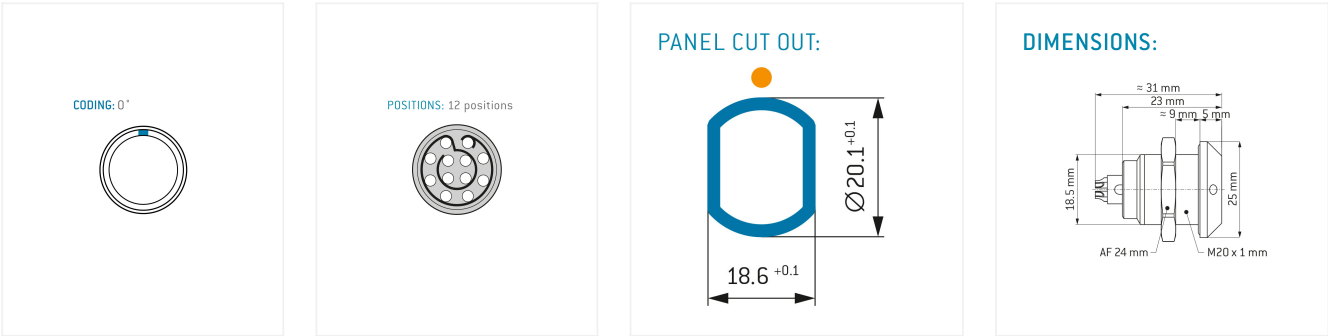 CODING: 0°
POSITIONS: 12 positions
PANEL CUT OUT:
Ø20.1+0.1
18.6 +0.1
DIMENSIONS:
≈ 31 mm
23 mm
≈ 9 mm 5 mm
18.5 mm
25 mm
AF 24 mm
M20 x 1 mm